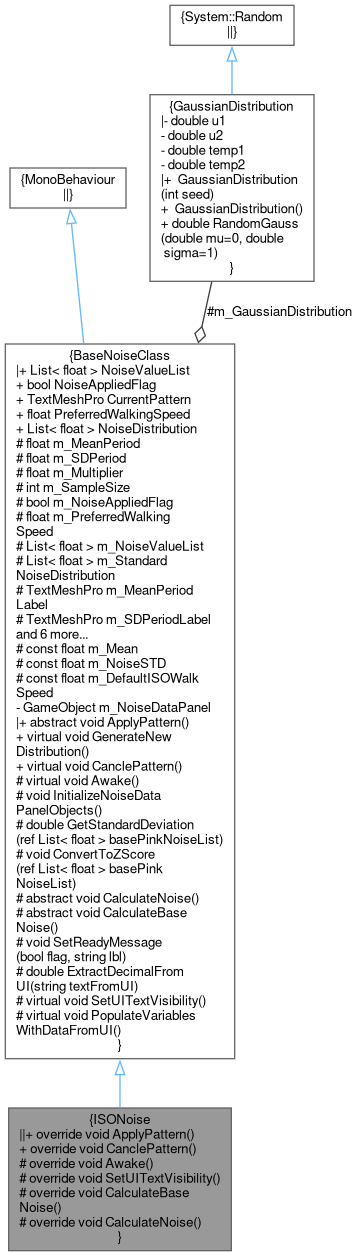 {System::Random
||}
{GaussianDistribution
|- double u1
- double u2
- double temp1
- double temp2
|+  GaussianDistribution
(int seed)
+  GaussianDistribution()
+ double RandomGauss
(double mu=0, double
 sigma=1)
}
{MonoBehaviour
||}
#m_GaussianDistribution
{BaseNoiseClass
|+ List< float > NoiseValueList
+ bool NoiseAppliedFlag
+ TextMeshPro CurrentPattern
+ float PreferredWalkingSpeed
+ List< float > NoiseDistribution
# float m_MeanPeriod
# float m_SDPeriod
# float m_Multiplier
# int m_SampleSize
# bool m_NoiseAppliedFlag
# float m_PreferredWalking
Speed
# List< float > m_NoiseValueList
# List< float > m_Standard
NoiseDistribution
# TextMeshPro m_MeanPeriod
Label
# TextMeshPro m_SDPeriodLabel
and 6 more...
# const float m_Mean
# const float m_NoiseSTD
# const float m_DefaultISOWalk
Speed
- GameObject m_NoiseDataPanel
|+ abstract void ApplyPattern()
+ virtual void GenerateNew
Distribution()
+ virtual void CanclePattern()
# virtual void Awake()
# void InitializeNoiseData
PanelObjects()
# double GetStandardDeviation
(ref List< float > basePinkNoiseList)
# void ConvertToZScore
(ref List< float > basePink
NoiseList)
# abstract void CalculateNoise()
# abstract void CalculateBase
Noise()
# void SetReadyMessage
(bool flag, string lbl)
# double ExtractDecimalFrom
UI(string textFromUI)
# virtual void SetUITextVisibility()
# virtual void PopulateVariables
WithDataFromUI()
}
{ISONoise
||+ override void ApplyPattern()
+ override void CanclePattern()
# override void Awake()
# override void SetUITextVisibility()
# override void CalculateBase
Noise()
# override void CalculateNoise()
}